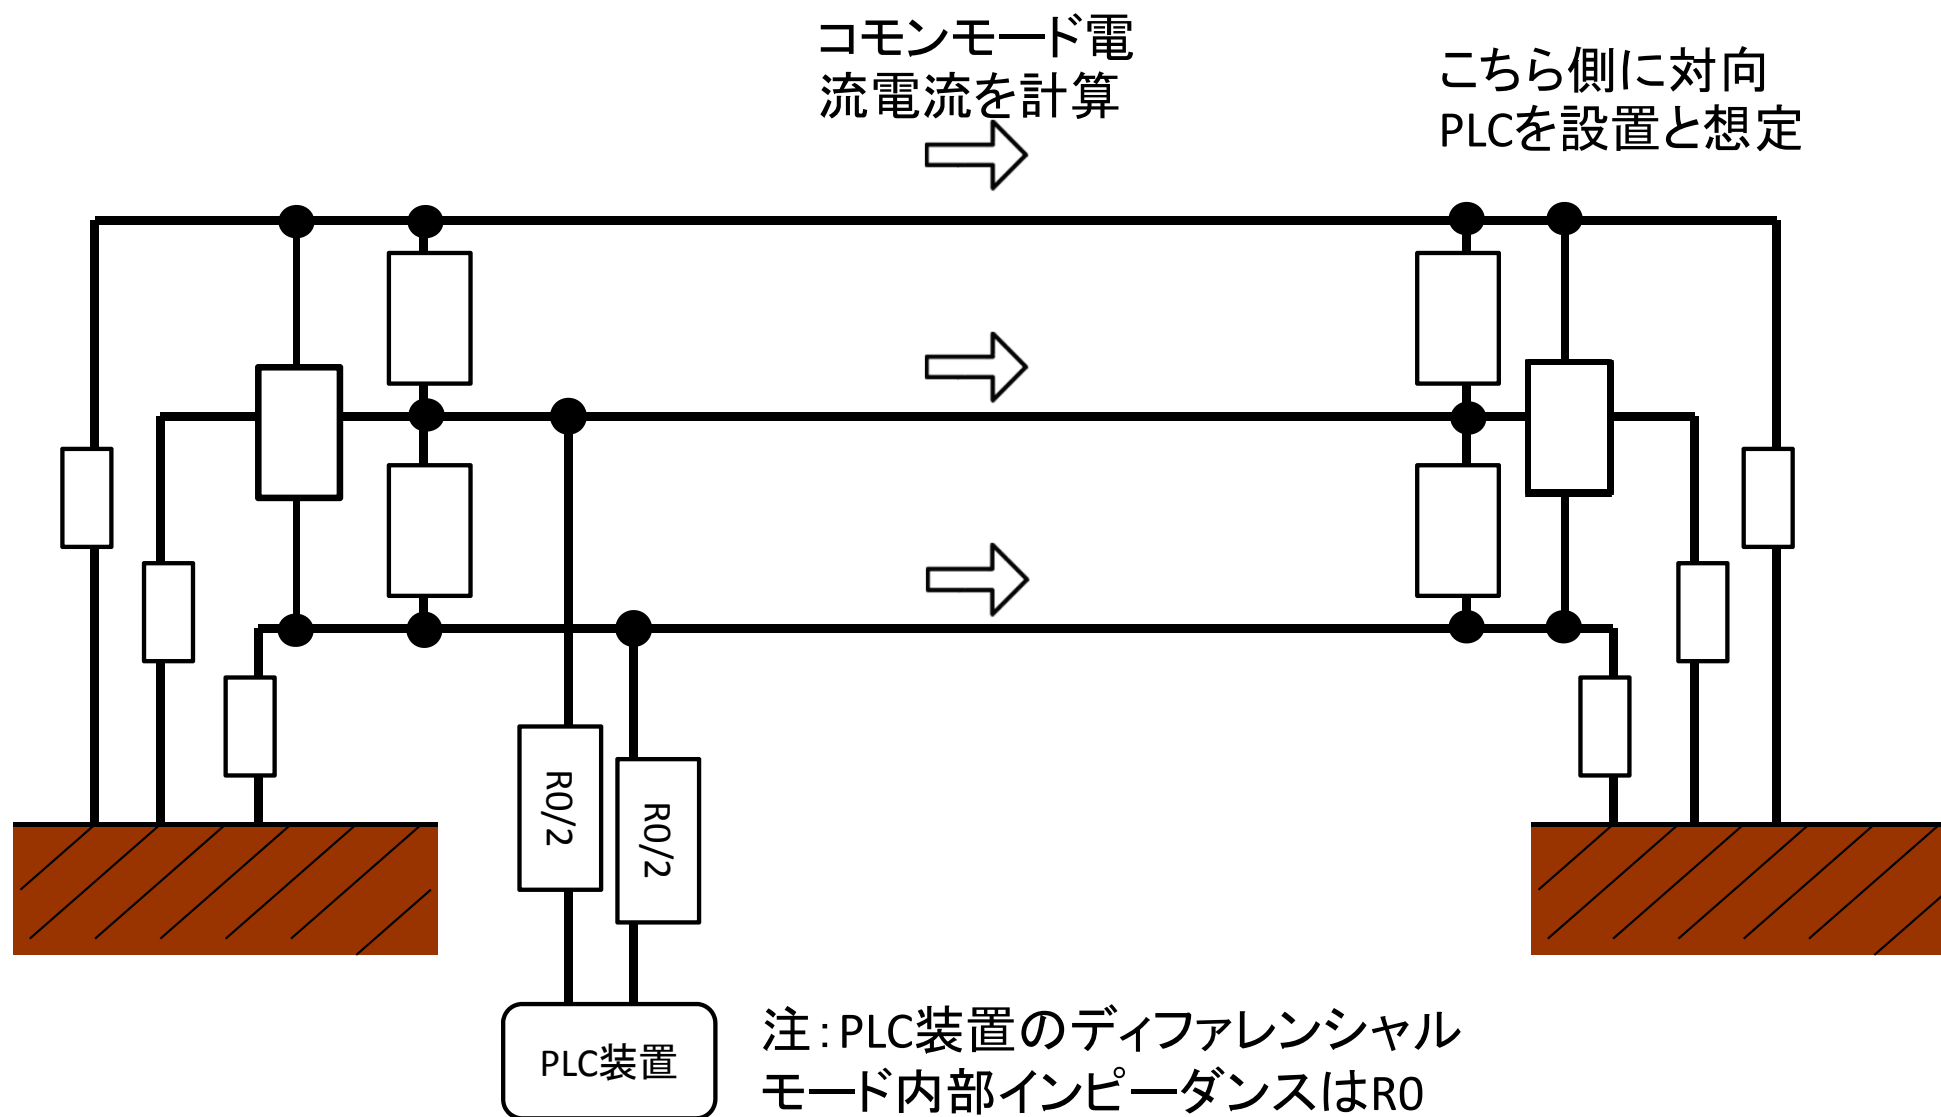 コモンモード電
流電流を計算
こちら側に対向
PLCを設置と想定
R0/2
R0/2
PLC装置
注：PLC装置のディファレンシャル
モード内部インピーダンスはR0